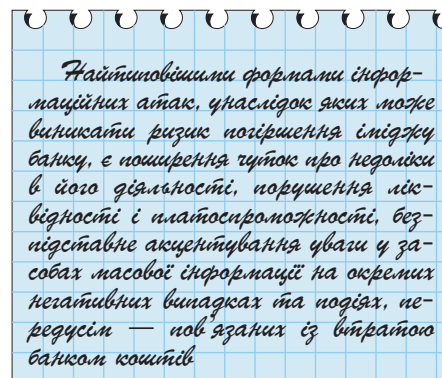 Найтиповішими формами інфор-
маційних атак, унаслідок яких може
виникати ризик погіршення іміджу
банку, є поширення чуток про недоліки
в його діяльності, порушення лік-
відності і платоспроможності, без-
підставне акцентування уваги у за-
собах масової інформації на окремих
негативних випадках та подіях, пе-
редусім — пов'язаних із втратою
банком коштів